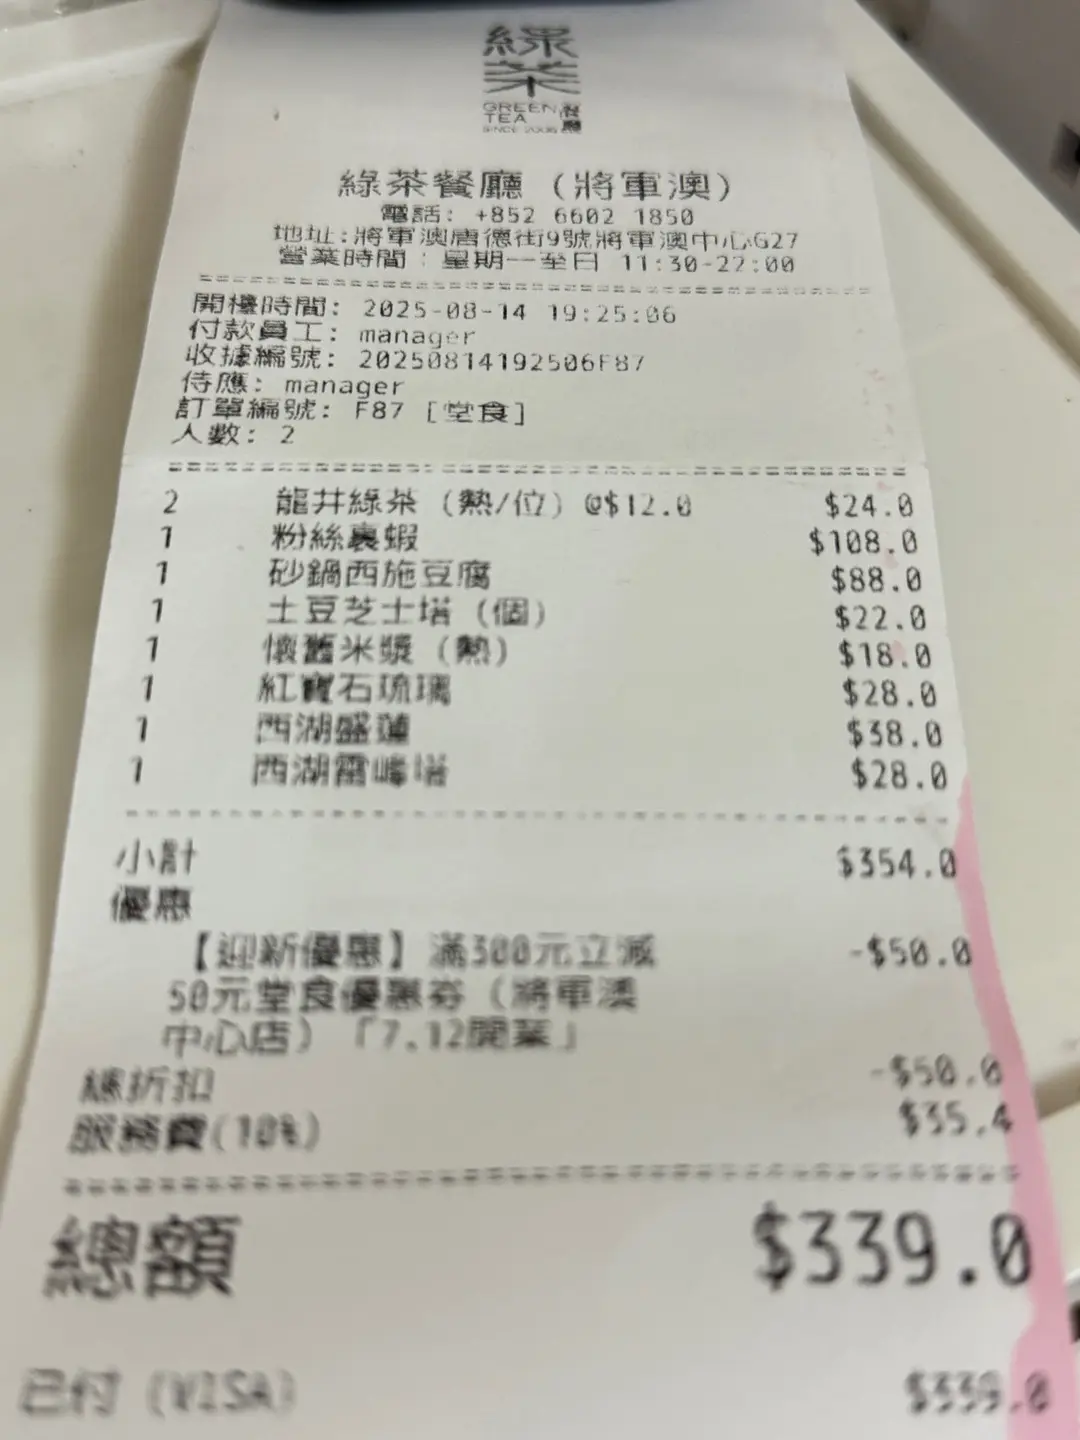 綠茶
GREEN TEA 餐廳
SINCE 2008
綠茶餐廳 (將軍澳)
電話: +852 6602 1850
地址:將軍澳唐德街9號將軍澳中心G27
營業時間:星期一至日 11:30-22:00
開檯時間: 2025-08-14 19:25:06
付款員工: manager
收據編號: 20250814192506F87
侍應: manager
訂單編號: F87 [堂食]
人數: 2
2 龍井綠茶 (熱/位) @$12.0 $24.0
1 粉絲裏蝦 $108.0
1 砂鍋西施豆腐 $88.0
1 土豆芝士塔 (個) $22.0
1 懷舊米漿 (熱) $18.0
1 紅寶石琉璃 $28.0
1 西湖盛蓮 $38.0
1 西湖雷峰塔 $28.0
小計 $354.0
優惠
【迎新優惠】滿300元立減 -$50.0
50元堂食優惠券 (將軍澳
中心店) 「7.12開業」
總折扣 -$50.0
服務費(10%) $35.4
總額 $339.0
已付 (VISA) $339.0